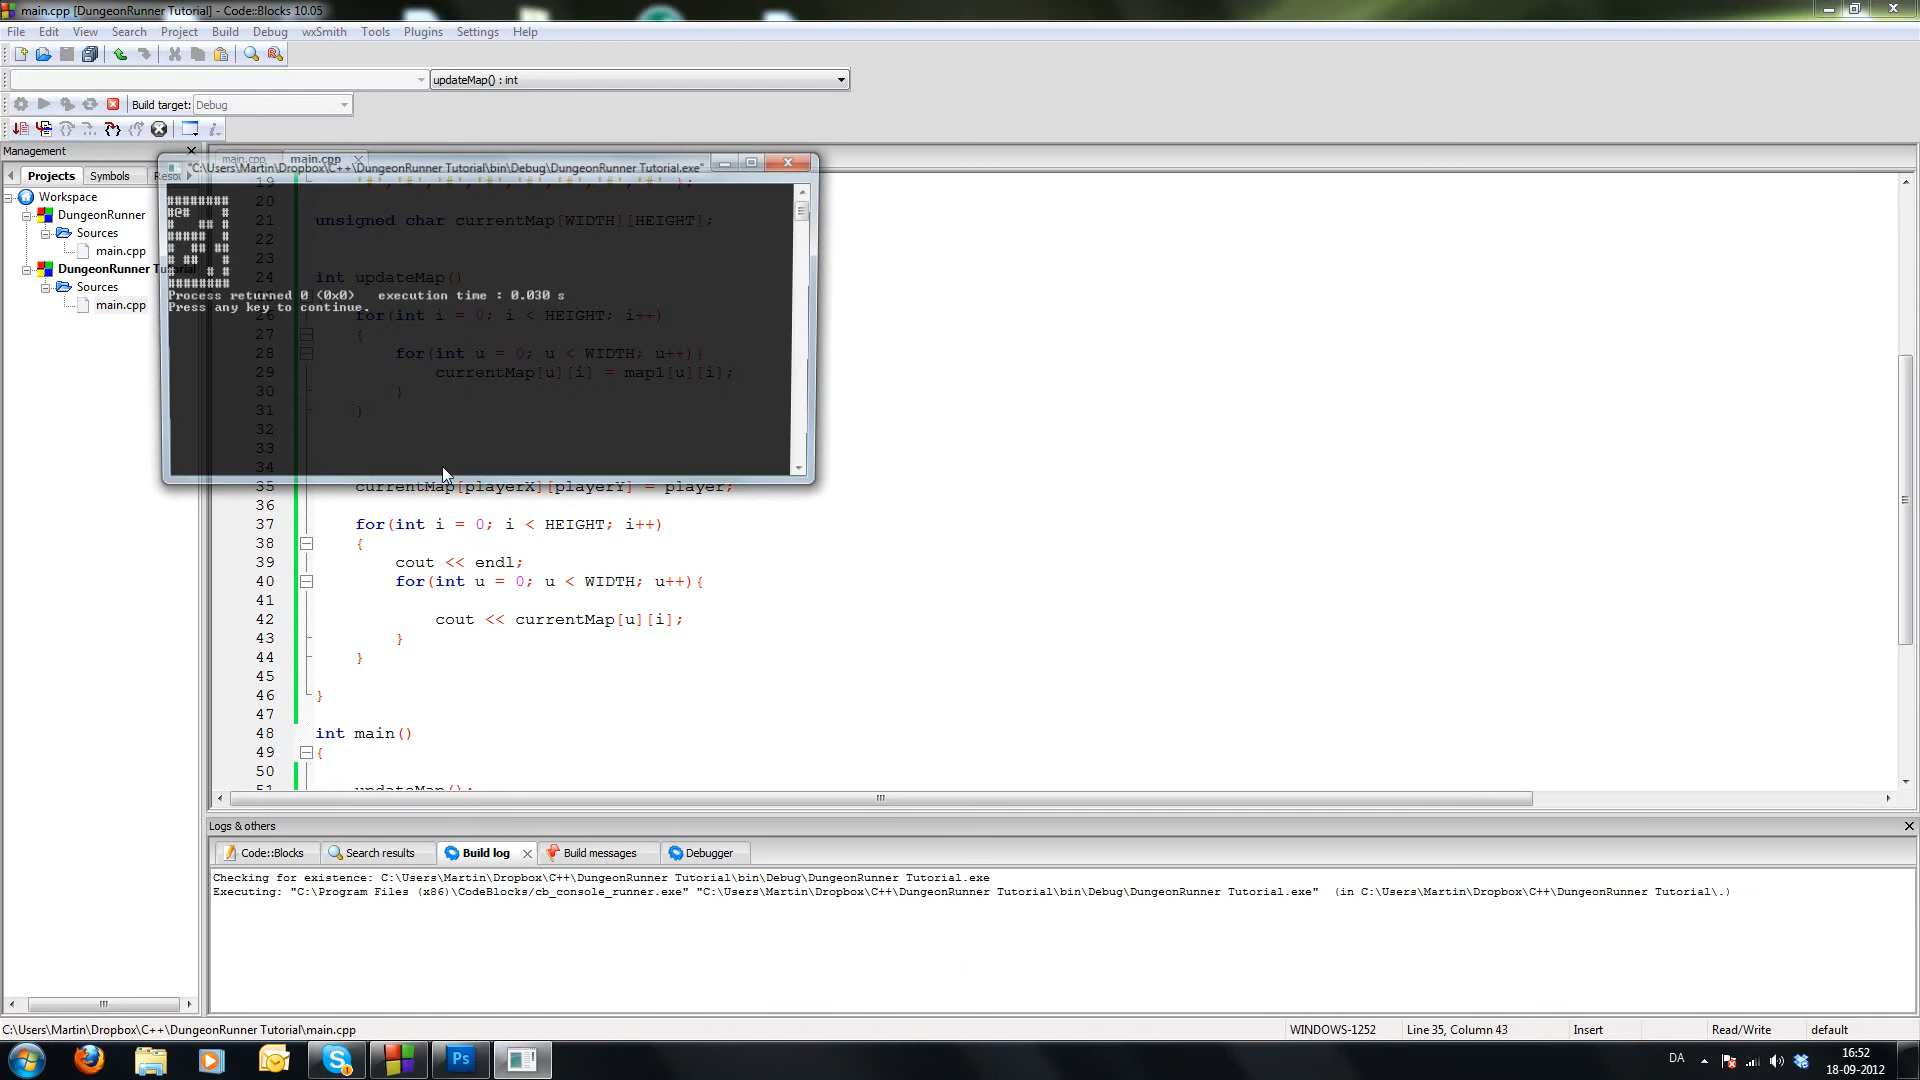 main.cpp [DungeonRunner Tutorial] - Code::Blocks 10.05
File Edit View Search Project Build Debug wxSmith Tools Plugins Settings Help
updateMap() : int
Build target: Debug
Management
Projects Symbols
Workspace
DungeonRunner
Sources
main.cpp
DungeonRunner Tutorial
Sources
main.cpp
main.cpp main.cpp
"C:\Users\Martin\Dropbox\C++\DungeonRunner Tutorial\bin\Debug\DungeonRunner Tutorial.exe"
########
#@#    #
#   ## #
#####  #
#  ## ##
# ##   #
#    # #
########
Process returned 0 (0x0)   execution time : 0.030 s
Press any key to continue.
19 '#','#','#','#','#','#','#','#' };
20
21 unsigned char currentMap[WIDTH][HEIGHT];
22
23
24 int updateMap()
26 for(int i = 0; i < HEIGHT; i++)
27 {
28 for(int u = 0; u < WIDTH; u++){
29 currentMap[u][i] = map1[u][i];
30 }
31 }
32
33
34
35 currentMap[playerX][playerY] = player;
36
37 for(int i = 0; i < HEIGHT; i++)
38 {
39 cout << endl;
40 for(int u = 0; u < WIDTH; u++){
41
42 cout << currentMap[u][i];
43 }
44 }
45
46 }
47
48 int main()
49 {
50
51 updateMap();
Logs & others
Code::Blocks Search results Build log Build messages Debugger
Checking for existence: C:\Users\Martin\Dropbox\C++\DungeonRunner Tutorial\bin\Debug\DungeonRunner Tutorial.exe
Executing: "C:\Program Files (x86)\CodeBlocks/cb_console_runner.exe" "C:\Users\Martin\Dropbox\C++\DungeonRunner Tutorial\bin\Debug\DungeonRunner Tutorial.exe"  (in C:\Users\Martin\Dropbox\C++\DungeonRunner Tutorial\.)
C:\Users\Martin\Dropbox\C++\DungeonRunner Tutorial\main.cpp WINDOWS-1252 Line 35, Column 43 Insert Read/Write default
Ps DA 16:52
18-09-2012